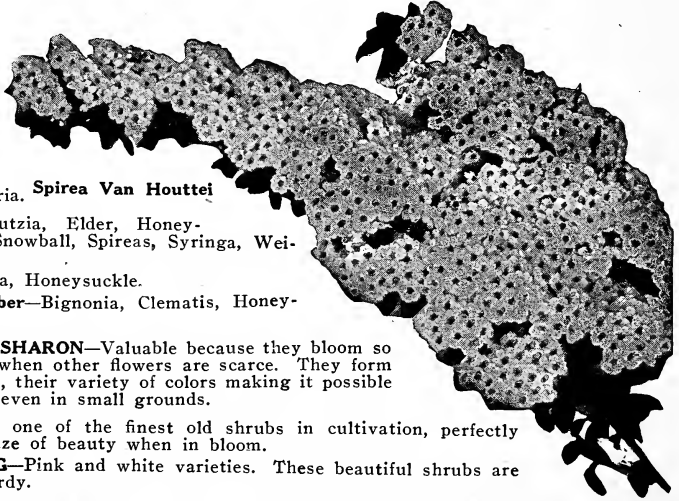 ria. Spirea Van Houttei
utzia, Elder, Honey-
Snowball, Spireas, Syringa, Wei-
a, Honeysuckle.
ber—Bignonia, Clematis, Honey-
SHARON—Valuable because they bloom so
when other flowers are scarce. They form
, their variety of colors making it possible
even in small grounds.
one of the finest old shrubs in cultivation, perfectly
ze of beauty when in bloom.
G—Pink and white varieties. These beautiful shrubs are
rdy.